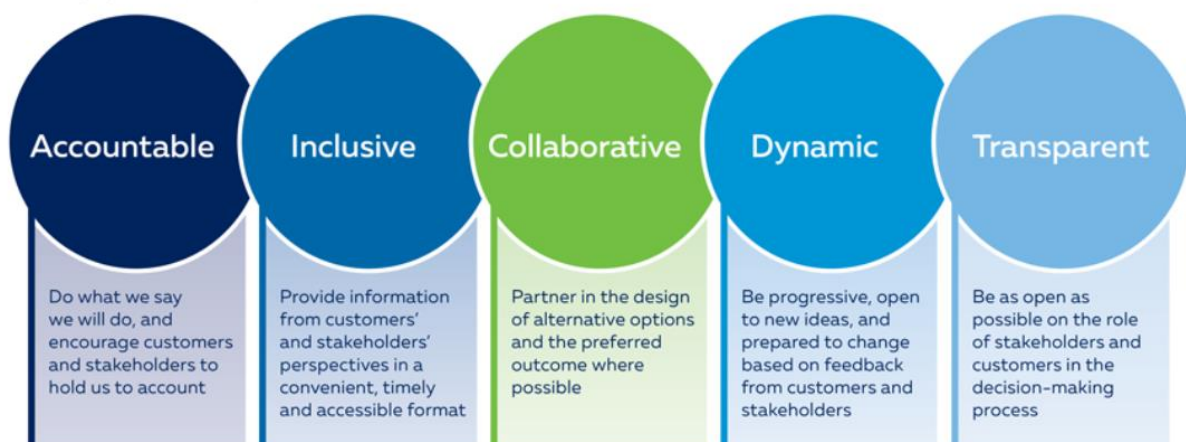 Accountable
Do what we say
we will do, and
encourage customers
and stakeholders to
hold us to account
Inclusive
Provide information
from customers'
and stakeholders'
perspectives in a
convenient, timely
and accessible format
Collaborative
Partner in the design
of alternative options
and the preferred
outcome where
possible
Dynamic
Be progressive, open
to new ideas, and
prepared to change
based on feedback
from customers and
stakeholders
Transparent
Be as open as
possible on the role
of stakeholders and
customers in the
decision-making
process